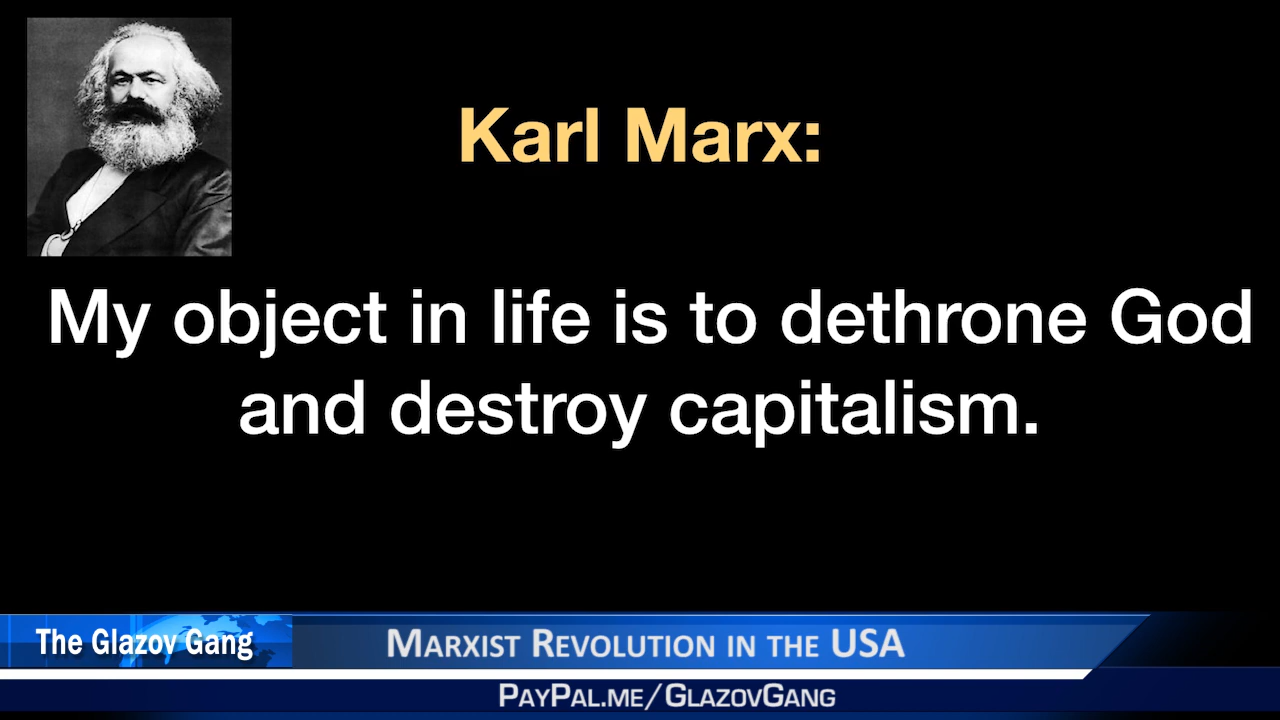 Karl Marx:
My object in life is to dethrone God
and destroy capitalism.
The Glazov Gang
MARXIST REVOLUTION IN THE USA
PAYPAL.ME/GLAZOVGANG